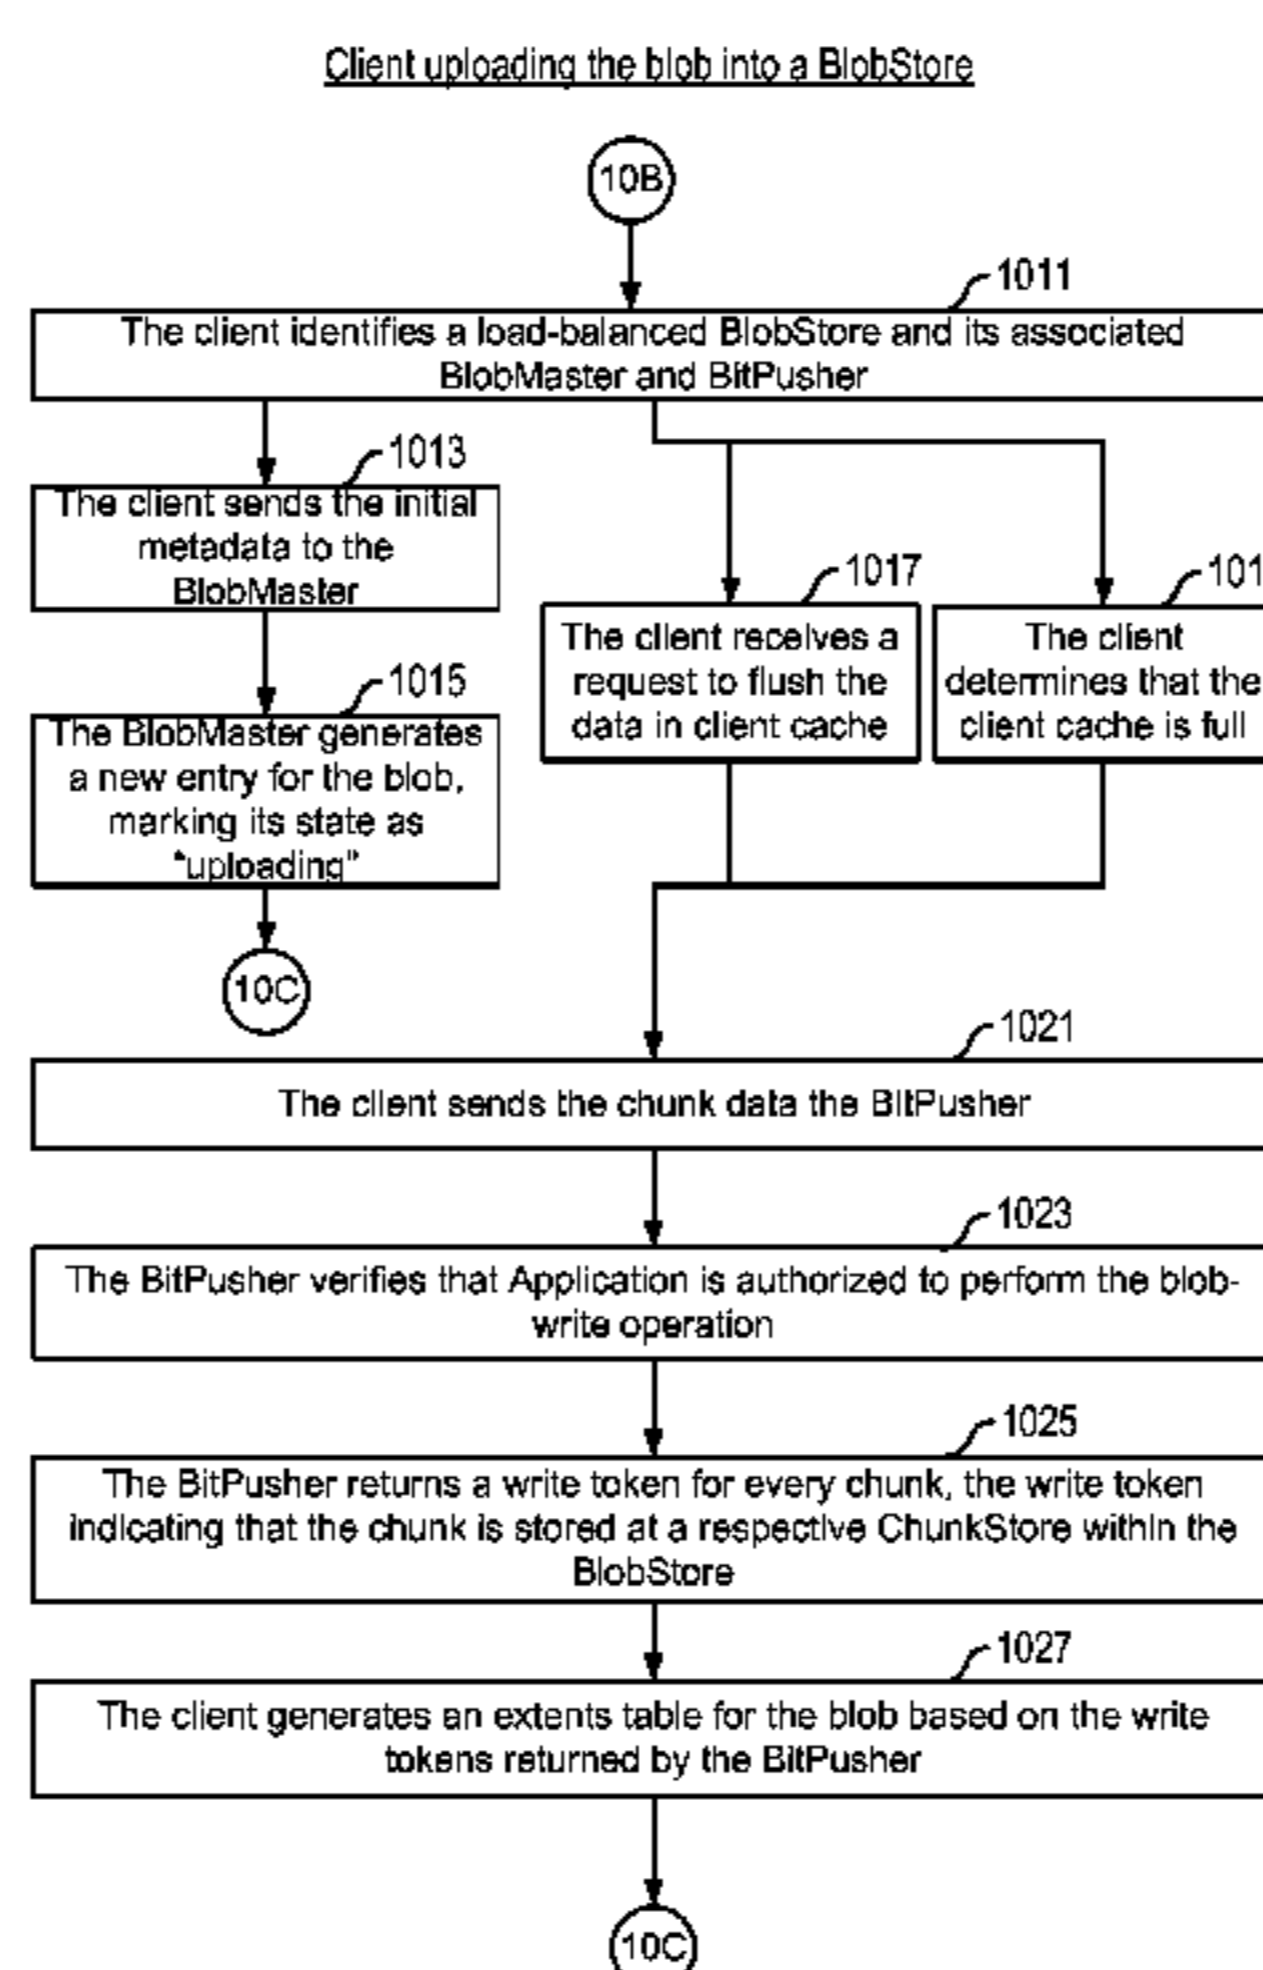 Client uploading the blob into a BlobStore
10B
1011
The client identifies a load-balanced BlobStore and its associated
BlobMaster and BitPusher
1013
The client sends the initial
metadata to the
BlobMaster
1015
The BlobMaster generates
a new entry for the blob,
marking its state as
"uploading"
10C
1017
The client receives a
request to flush the
data in client cache
101
The client
determines that the
client cache is full
1021
The client sends the chunk data the BitPusher
1023
The BitPusher verifies that Application is authorized to perform the blob-
write operation
1025
The BitPusher returns a write token for every chunk, the write token
indicating that the chunk is stored at a respective ChunkStore within the
BlobStore
1027
The client generates an extents table for the blob based on the write
tokens returned by the BitPusher
10C